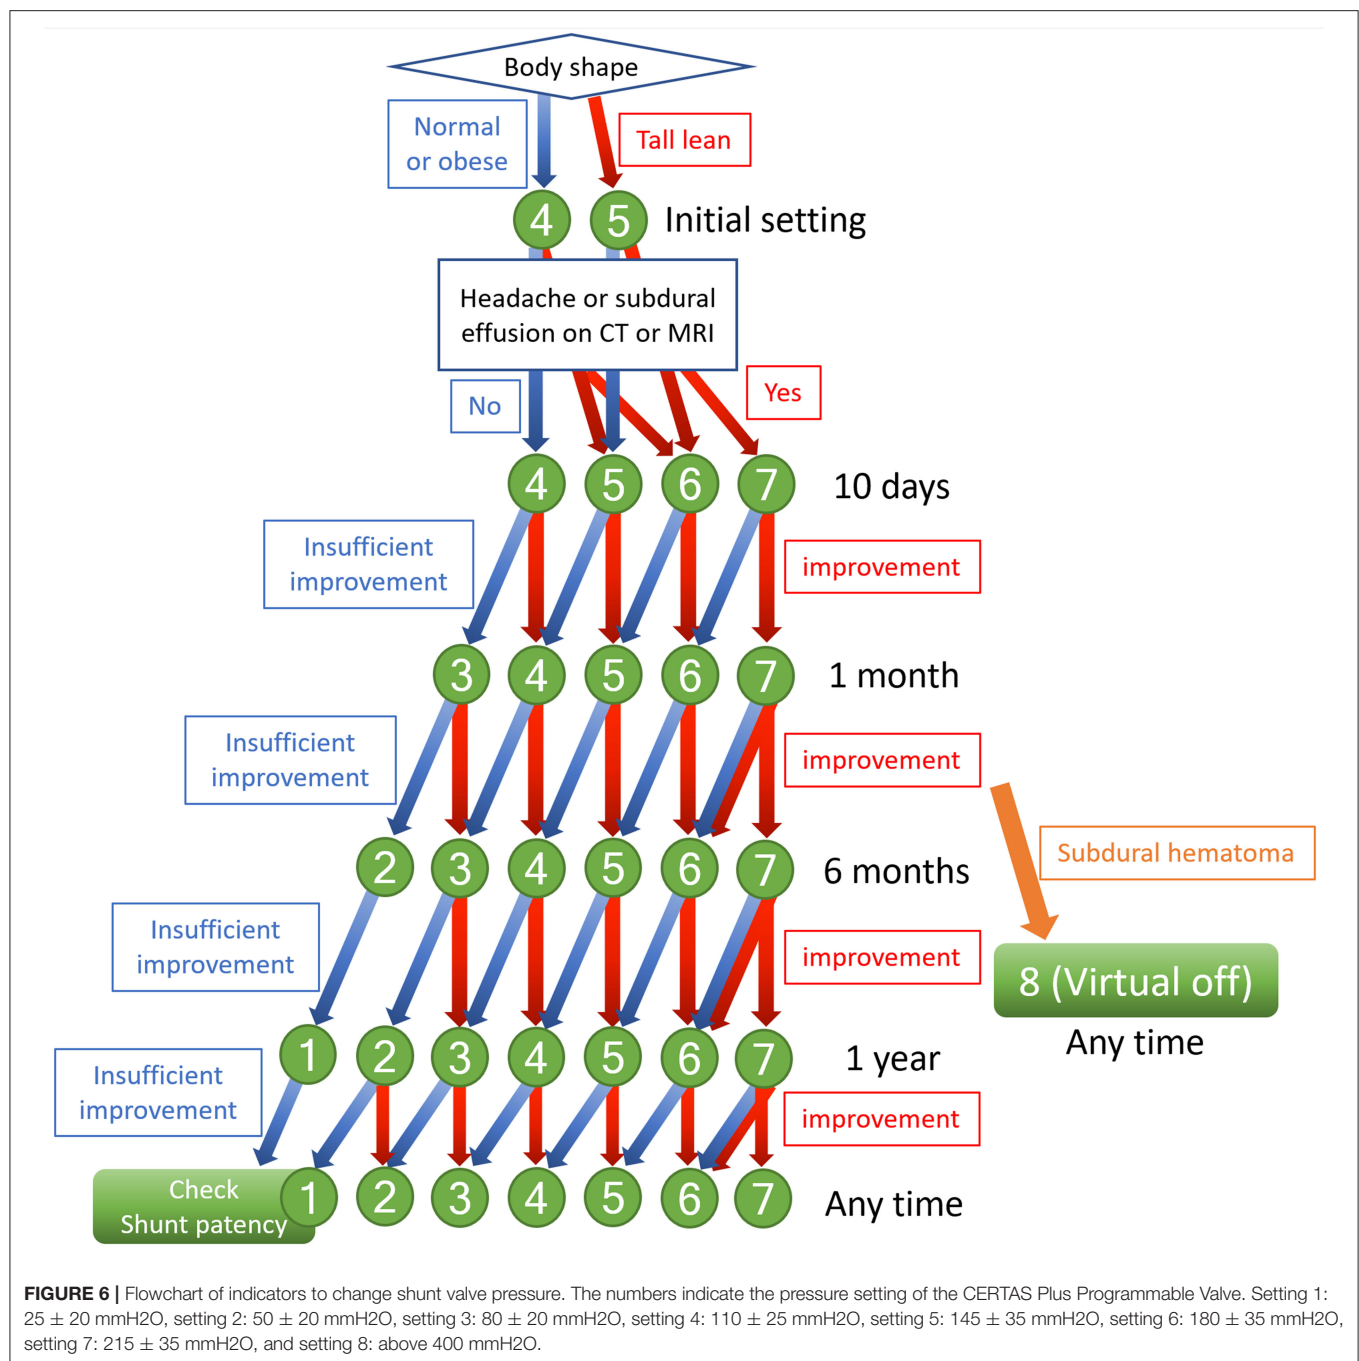 Body shape
Normal
or obese
Tall lean
4
5
Initial setting
Headache or subdural
effusion on CT or MRI
No
Yes
4
5
6
7
10 days
Insufficient
improvement
improvement
3
4
5
6
7
1 month
Insufficient
improvement
improvement
2
3
4
5
6
7
6 months
Subdural hematoma
Insufficient
improvement
improvement
8 (Virtual off)
Any time
1
2
3
4
5
6
7
1 year
Insufficient
improvement
improvement
Check
Shunt patency
1
2
3
4
5
6
7
Any time
FIGURE 6 | Flowchart of indicators to change shunt valve pressure. The numbers indicate the pressure setting of the CERTAS Plus Programmable Valve. Setting 1:
25 ± 20 mmH2O, setting 2: 50 ± 20 mmH2O, setting 3: 80 ± 20 mmH2O, setting 4: 110 ± 25 mmH2O, setting 5: 145 ± 35 mmH2O, setting 6: 180 ± 35 mmH2O,
setting 7: 215 ± 35 mmH2O, and setting 8: above 400 mmH2O.